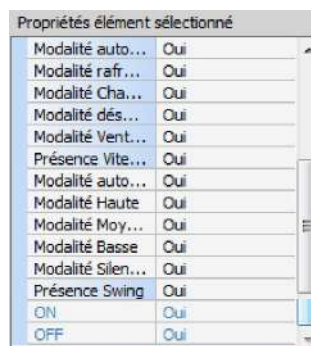 Propriétés élément sélectionné
Modalité auto... Oui
Modalité rafr... Oui
Modalité Cha... Oui
Modalité dés... Oui
Modalité Vent... Oui
Présence Vite... Oui
Modalité auto... Oui
Modalité Haute Oui
Modalité Moy... Oui
Modalité Basse Oui
Modalité Silen... Oui
Présence Swing Oui
ON Oui
OFF Oui